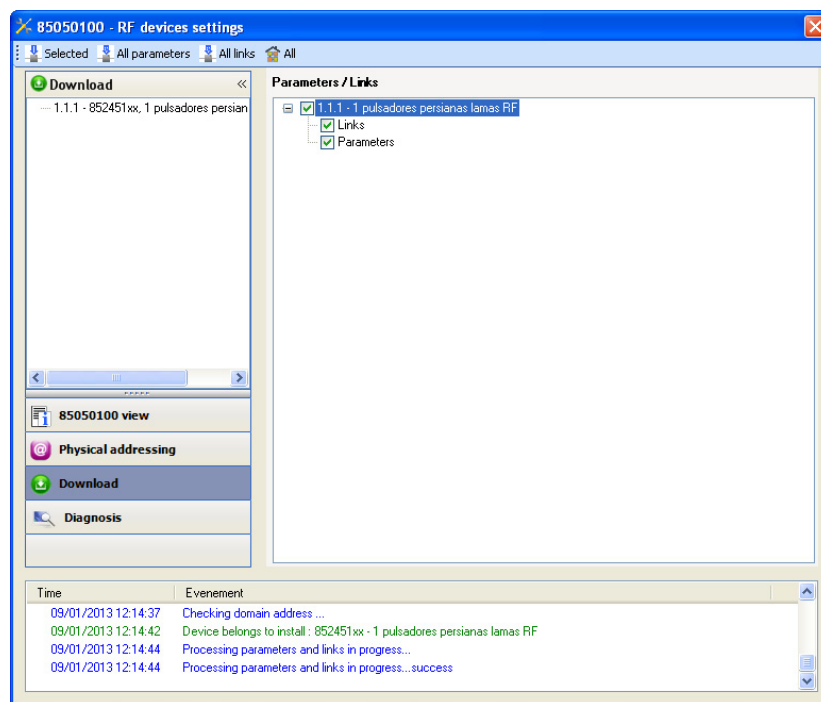 85050100 - RF devices settings
Selected All parameters All links All
Download «
1.1.1 - 852451xx, 1 pulsadores persian
85050100 view
Physical addressing
Download
Diagnosis
Parameters / Links
1.1.1 - 1 pulsadores persianas lamas RF
Links
Parameters
Time Evenement
09/01/2013 12:14:37 Checking domain address ...
09/01/2013 12:14:42 Device belongs to install : 852451xx - 1 pulsadores persianas lamas RF
09/01/2013 12:14:44 Processing parameters and links in progress...
09/01/2013 12:14:44 Processing parameters and links in progress...success